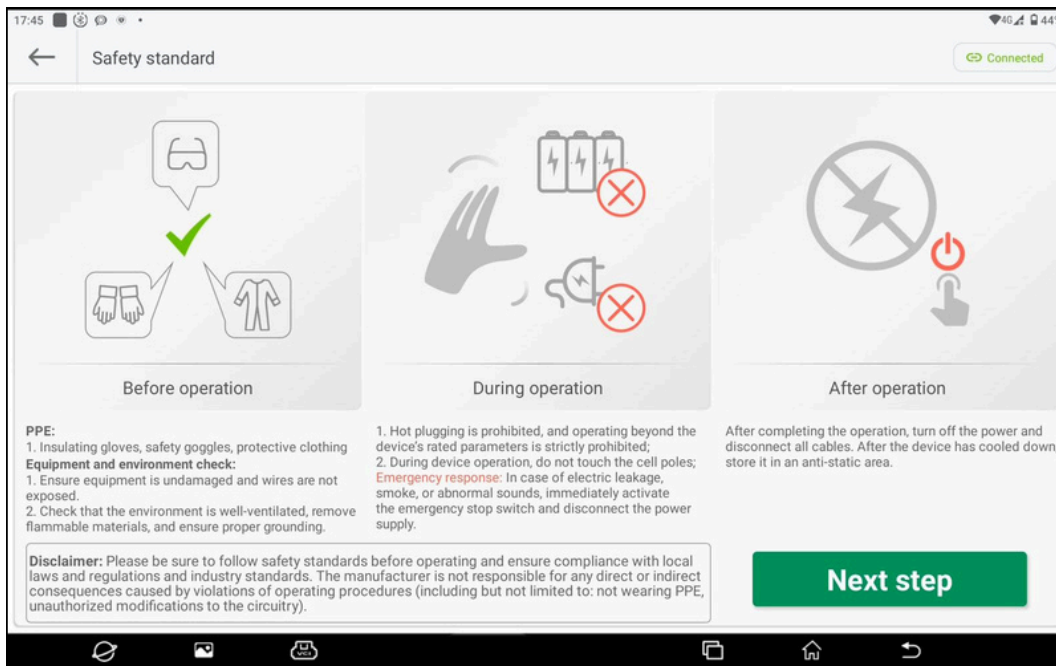 17:45
4G 44%
Safety standard
Connected
Before operation
During operation
After operation
PPE:
1. Insulating gloves, safety goggles, protective clothing
Equipment and environment check:
1. Ensure equipment is undamaged and wires are not
exposed.
2. Check that the environment is well-ventilated, remove
flammable materials, and ensure proper grounding.
1. Hot plugging is prohibited, and operating beyond the
device's rated parameters is strictly prohibited;
2. During device operation, do not touch the cell poles;
Emergency response: In case of electric leakage,
smoke, or abnormal sounds, immediately activate
the emergency stop switch and disconnect the power
supply.
After completing the operation, turn off the power and
disconnect all cables. After the device has cooled down,
store it in an anti-static area.
Disclaimer: Please be sure to follow safety standards
before operating and ensure compliance with local
laws and regulations and industry standards. The manufacturer is not responsible for any direct or indirect
consequences caused by violations of operating procedures (including but not limited to: not wearing PPE,
unauthorized modifications to the circuitry).
Next step
VCI